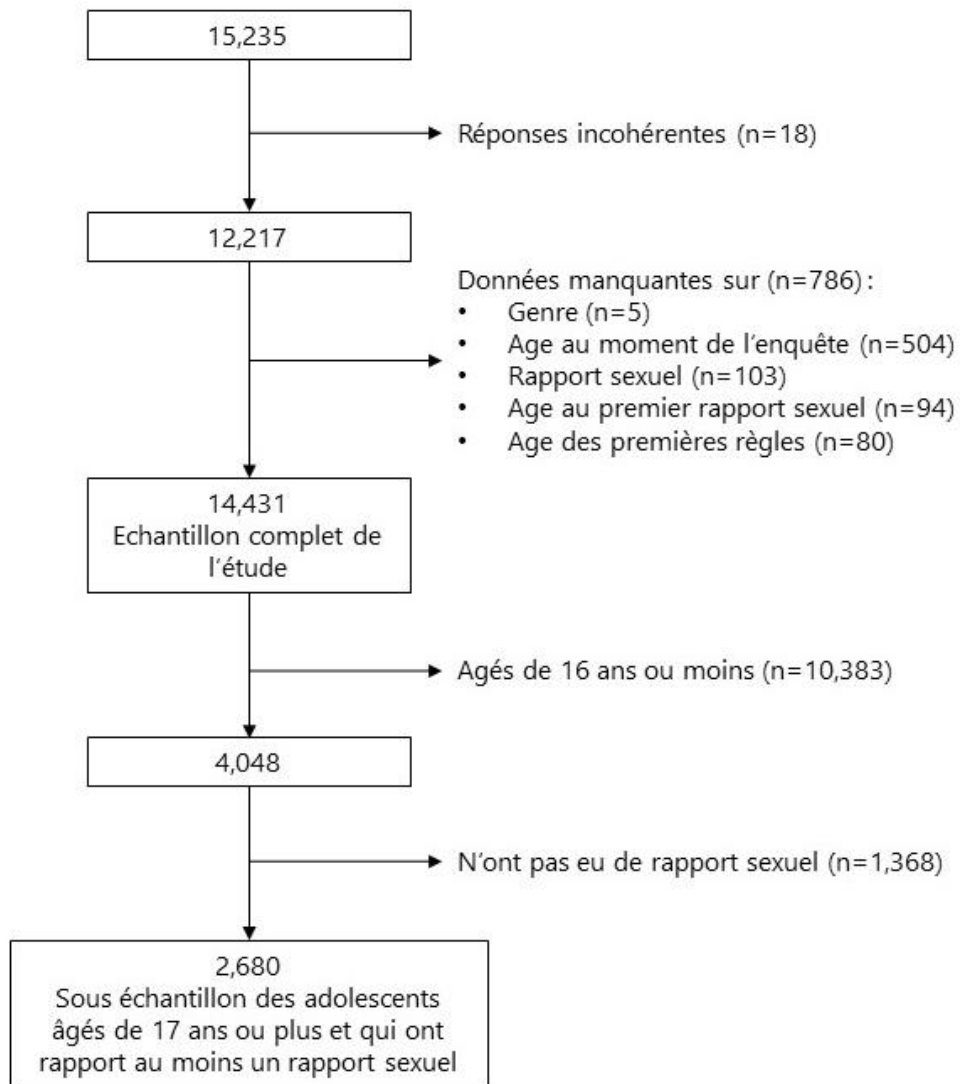 15,235
Réponses incohérentes (n=18)
12,217
Données manquantes sur (n=786) :
• Genre (n=5)
• Age au moment de l’enquête (n=504)
• Rapport sexuel (n=103)
• Age au premier rapport sexuel (n=94)
• Age des premières règles (n=80)
14,431
Echantillon complet de
l’étude
Agés de 16 ans ou moins (n=10,383)
4,048
N’ont pas eu de rapport sexuel (n=1,368)
2,680
Sous échantillon des adolescents
âgés de 17 ans ou plus et qui ont
rapport au moins un rapport sexuel